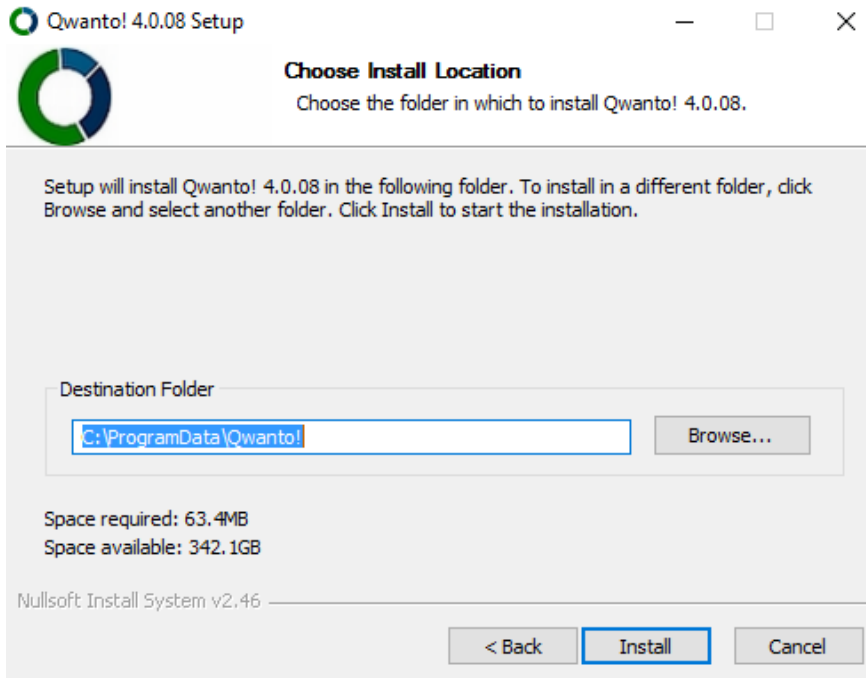 Qwanto! 4.0.08 Setup
Choose Install Location
Choose the folder in which to install Qwanto! 4.0.08.
Setup will install Qwanto! 4.0.08 in the following folder. To install in a different folder, click
Browse and select another folder. Click Install to start the installation.
Destination Folder
C:\ProgramData\Qwanto!
Browse...
Space required: 63.4MB
Space available: 342.1GB
Nullsoft Install System v2.46
< Back
Install
Cancel